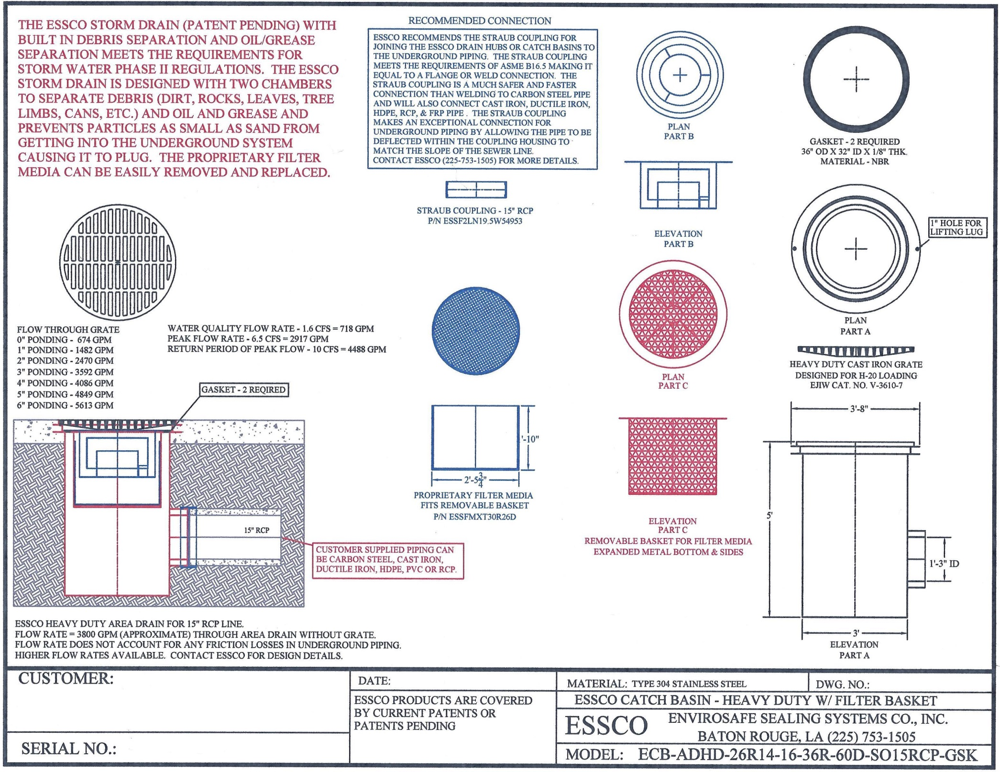 THE ESSCO STORM DRAIN (PATENT PENDING) WITH
BUILT IN DEBRIS SEPARATION AND OIL/GREASE
SEPARATION MEETS THE REQUIREMENTS FOR
STORM WATER PHASE II REGULATIONS. THE ESSCO
STORM DRAIN IS DESIGNED WITH TWO CHAMBERS
TO SEPARATE DEBRIS (DIRT, ROCKS, LEAVES, TREE
LIMBS, CANS, ETC.) AND OIL AND GREASE AND
PREVENTS PARTICLES AS SMALL AS SAND FROM
GETTING INTO THE UNDERGROUND SYSTEM
CAUSING IT TO PLUG. THE PROPRIETARY FILTER
MEDIA CAN BE EASILY REMOVED AND REPLACED.
RECOMMENDED CONNECTION
ESSCO RECOMMENDS THE STRAUB COUPLING FOR
JOINING THE ESSCO DRAIN HUBS OR CATCH BASINS TO
THE UNDERGROUND PIPING. THE STRAUB COUPLING
MEETS THE REQUIREMENTS OF ASME B16.5 MAKING IT
EQUAL TO A FLANGE OR WELD CONNECTION. THE
STRAUB COUPLING IS A MUCH SAFER AND FASTER
CONNECTION THAN WELDING TO CARBON STEEL PIPE
AND WILL ALSO CONNECT CAST IRON, DUCTILE IRON,
HDPE, RCP, & FRP PIPE . THE STRAUB COUPLING
MAKES AN EXCEPTIONAL CONNECTION FOR
UNDERGROUND PIPING BY ALLOWING THE PIPE TO BE
DEFLECTED WITHIN THE COUPLING HOUSING TO
MATCH THE SLOPE OF THE SEWER LINE.
CONTACT ESSCO (225-753-1505) FOR MORE DETAILS.
STRAUB COUPLING - 15" RCP
P/N ESSF2LN19.5W54953
PLAN
PART B
ELEVATION
PART B
GASKET - 2 REQUIRED
36" OD X 32" ID X 1/8" THK.
MATERIAL - NBR
1" HOLE FOR
LIFTING LUG
PLAN
PART A
HEAVY DUTY CAST IRON GRATE
DESIGNED FOR H-20 LOADING
EJIW CAT. NO. V-3610-7
FLOW THROUGH GRATE
0" PONDING - 674 GPM
1" PONDING - 1482 GPM
2" PONDING - 2470 GPM
3" PONDING - 3592 GPM
4" PONDING - 4086 GPM
5" PONDING - 4849 GPM
6" PONDING - 5613 GPM
WATER QUALITY FLOW RATE - 1.6 CFS = 718 GPM
PEAK FLOW RATE - 6.5 CFS = 2917 GPM
RETURN PERIOD OF PEAK FLOW - 10 CFS = 4488 GPM
GASKET - 2 REQIRED
15" RCP
CUSTOMER SUPPLIED PIPING CAN
BE CARBON STEEL, CAST IRON,
DUCTILE IRON, HDPE, PVC OR RCP.
'-10"
2'-5 3/4"
PROPRIETARY FILTER MEDIA
FITS REMOVABLE BASKET
P/N ESSFMXT30R26D
PLAN
PART C
ELEVATION
PART C
REMOVABLE BASKET FOR FILTER MEDIA
EXPANDED METAL BOTTOM & SIDES
3'-8"
5'
1'-3" ID
3'
ELEVATION
PART A
ESSCO HEAVY DUTY AREA DRAIN FOR 15" RCP LINE.
FLOW RATE = 3800 GPM (APPROXIMATE) THROUGH AREA DRAIN WITHOUT GRATE.
FLOW RATE DOES NOT ACCOUNT FOR ANY FRICTION LOSSES IN UNDERGROUND PIPING.
HIGHER FLOW RATES AVAILABLE. CONTACT ESSCO FOR DESIGN DETAILS.
CUSTOMER:
SERIAL NO.:
DATE:
ESSCO PRODUCTS ARE COVERED
BY CURRENT PATENTS OR
PATENTS PENDING
MATERIAL: TYPE 304 STAINLESS STEEL
DWG. NO.:
ESSCO CATCH BASIN - HEAVY DUTY W/ FILTER BASKET
ESSCO
ENVIROSAFE SEALING SYSTEMS CO., INC.
BATON ROUGE, LA (225) 753-1505
MODEL: ECB-ADHD-26R14-16-36R-60D-SO15RCP-GSK